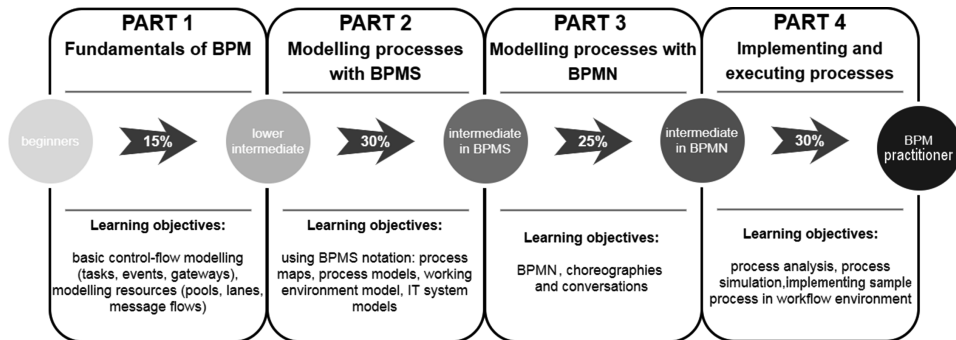 PART 1
Fundamentals of BPM
PART 2
Modelling processes
with BPMS
PART 3
Modelling processes with
BPMN
PART 4
Implementing and
executing processes
beginners
15%
lower
intermediate
30%
intermediate
in BPMS
25%
intermediate
in BPMN
30%
BPM
practitioner
Learning objectives:
basic control-flow modelling
(tasks, events, gateways),
modelling resources (pools, lanes,
message flows)
Learning objectives:
using BPMS notation: process
maps, process models, working
environment model, IT system
models
Learning objectives:
BPMN, choreographies
and conversations
Learning objectives:
process analysis, process
simulation,implementing sample
process in workflow environment